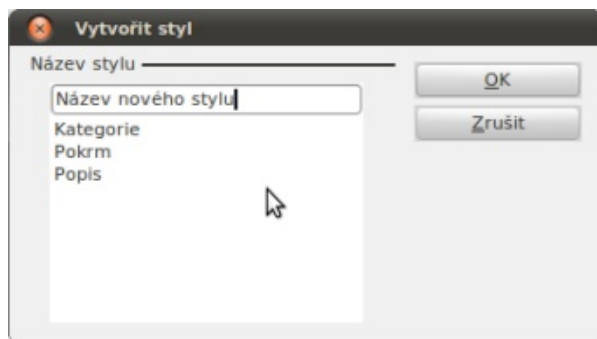 Vytvořit styl
Název stylu
OK
Název nového stylu
Zrušit
Kategorie
Pokrm
Popis